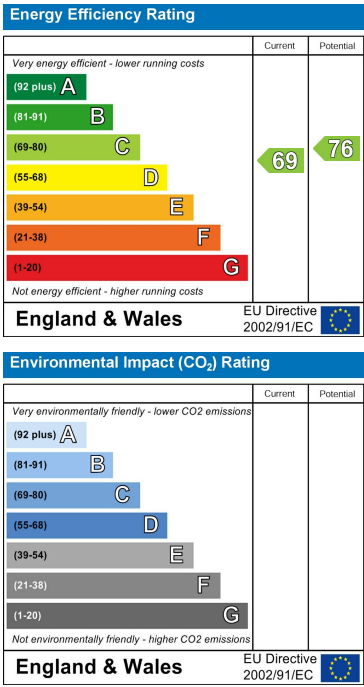 Energy Efficiency Rating
Current Potential
Very energy efficient - lower running costs
(92 plus) A
(81-91) B
(69-80) C
69
76
(55-68) D
(39-54) E
(21-38) F
(1-20) G
Not energy efficient - higher running costs
England & Wales
EU Directive
2002/91/EC
Environmental Impact (CO₂) Rating
Current Potential
Very environmentally friendly - lower CO2 emissions
(92 plus) A
(81-91) B
(69-80) C
(55-68) D
(39-54) E
(21-38) F
(1-20) G
Not environmentally friendly - higher CO2 emissions
England & Wales
EU Directive
2002/91/EC